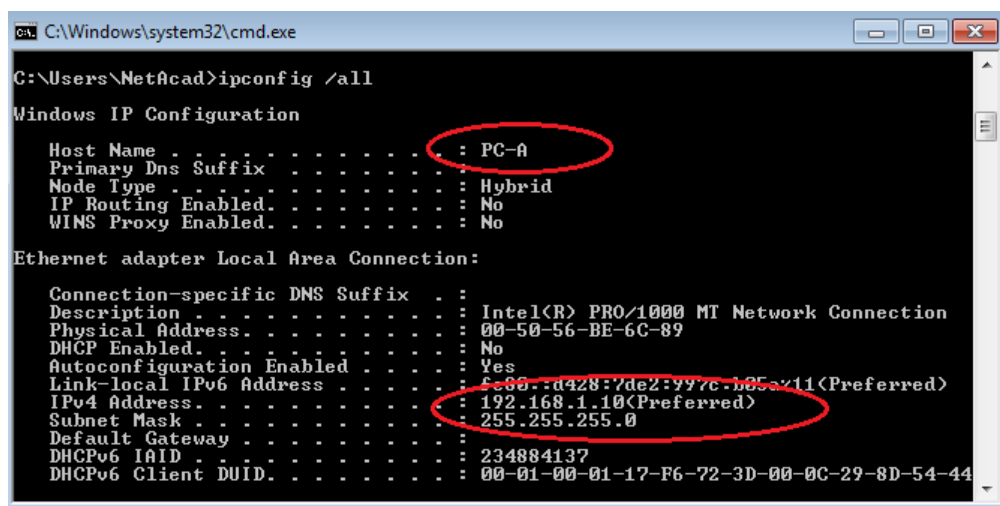 C:\Windows\system32\cmd.exe
C:\Users\NetAcad>ipconfig /all
Windows IP Configuration
Host Name . . . . . . . . . . . . : PC-A
Primary Dns Suffix . . . . . . . :
Node Type . . . . . . . . . . . . : Hybrid
IP Routing Enabled. . . . . . . . : No
WINS Proxy Enabled. . . . . . . . : No
Ethernet adapter Local Area Connection:
Connection-specific DNS Suffix . :
Description . . . . . . . . . . . : Intel(R) PRO/1000 MT Network Connection
Physical Address. . . . . . . . . : 00-50-56-BE-6C-89
DHCP Enabled. . . . . . . . . . . : No
Autoconfiguration Enabled . . . . : Yes
Link-local IPv6 Address . . . . . : (Preferred)
IPv4 Address. . . . . . . . . . . : 192.168.1.10(Preferred)
Subnet Mask . . . . . . . . . . . : 255.255.255.0
Default Gateway . . . . . . . . . :
DHCPv6 IAID . . . . . . . . . . . : 234884137
DHCPv6 Client DUID. . . . . . . . : 00-01-00-01-17-F6-72-3D-00-0C-29-8D-54-44